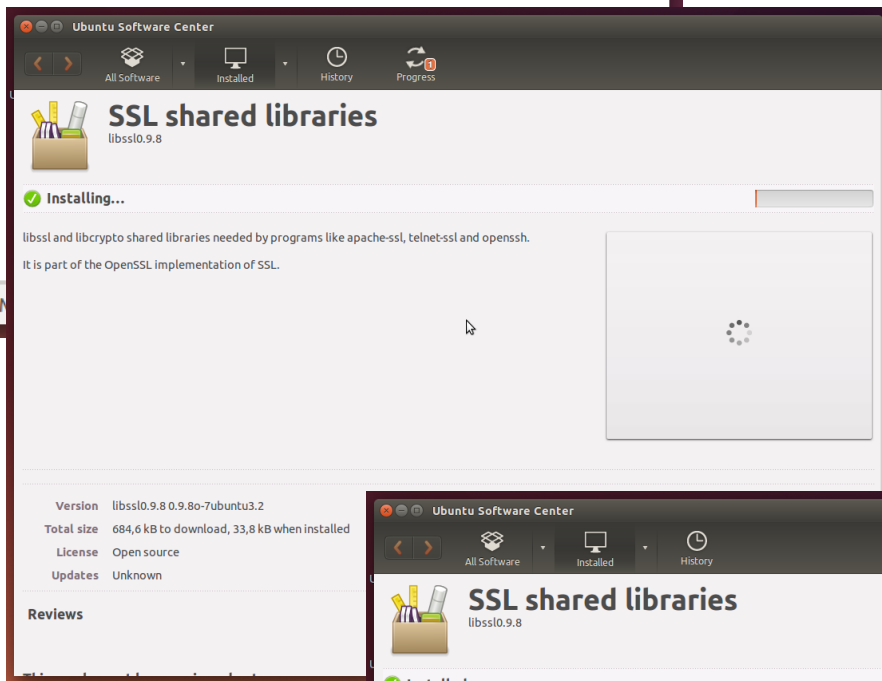 Ubuntu Software Center
All Software
Installed
History
Progress
1
SSL shared libraries
libssl0.9.8
Installing...
libssl and libcrypto shared libraries needed by programs like apache-ssl, telnet-ssl and openssh.
It is part of the OpenSSL implementation of SSL.
Version libssl0.9.8 0.9.8o-7ubuntu3.2
Total size 684,6 kB to download, 33,8 kB when installed
License Open source
Updates Unknown
Reviews
Ubuntu Software Center
All Software
Installed
History
SSL shared libraries
libssl0.9.8
Installed